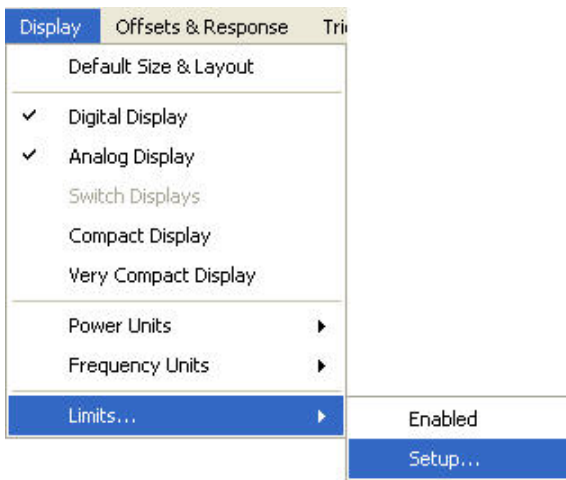 Display Offsets & Response Tri
Default Size & Layout
Digital Display
Analog Display
Switch Displays
Compact Display
Very Compact Display
Power Units
Frequency Units
Limits...
Enabled
Setup...